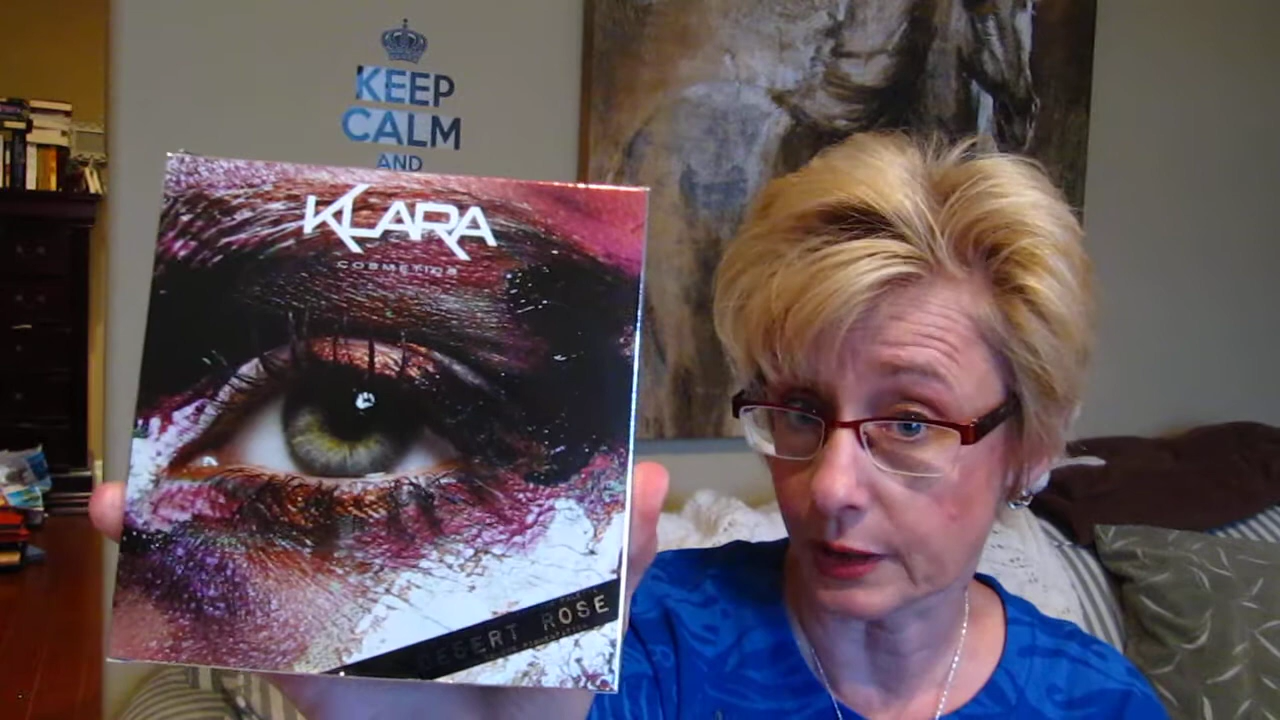 KEEP
CALM
AND
KLARA
COSMETICS
DESERT ROSE